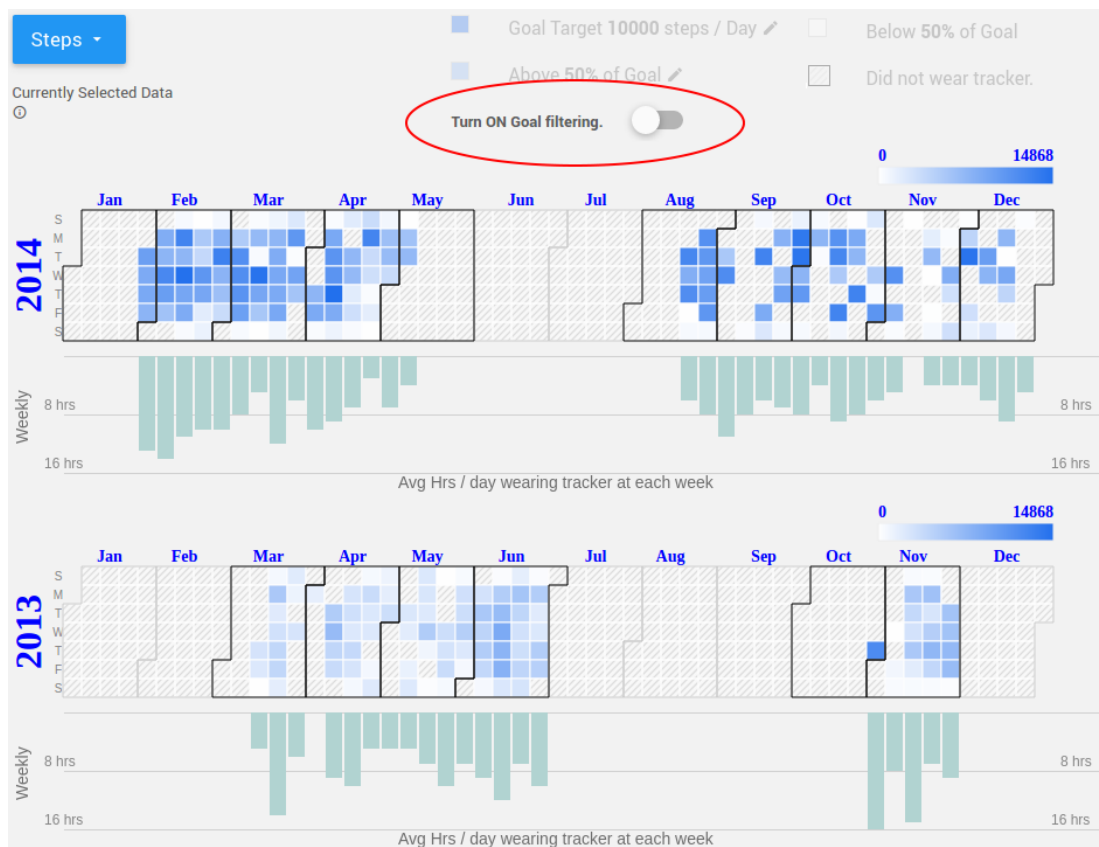 Steps
Goal Target 10000 steps / Day
Below 50% of Goal
Above 50% of Goal
Did not wear tracker.
Currently Selected Data
Turn ON Goal filtering.
0 14868
Jan Feb Mar Apr May Jun Jul Aug Sep Oct Nov Dec
2014
S
M
T
W
T
F
S
Weekly
8 hrs 8 hrs
16 hrs 16 hrs
Avg Hrs / day wearing tracker at each week
0 14868
Jan Feb Mar Apr May Jun Jul Aug Sep Oct Nov Dec
2013
S
M
T
W
T
F
S
Weekly
8 hrs 8 hrs
16 hrs 16 hrs
Avg Hrs / day wearing tracker at each week